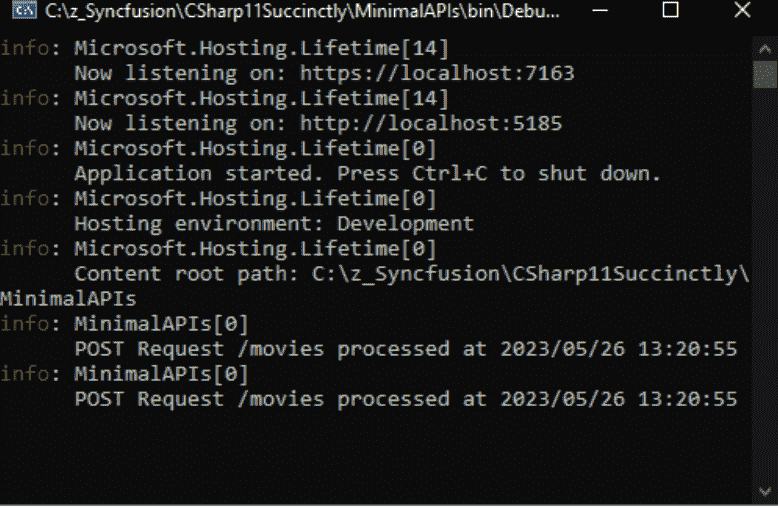 C:\z_Syncfusion\CSharp11Succinctly\MinimalAPIs\bin\Debu...
info: Microsoft.Hosting.Lifetime[14]
Now listening on: https://localhost:7163
info: Microsoft.Hosting.Lifetime[14]
Now listening on: http://localhost:5185
info: Microsoft.Hosting.Lifetime[0]
Application started. Press Ctrl+C to shut down.
info: Microsoft.Hosting.Lifetime[0]
Hosting environment: Development
info: Microsoft.Hosting.Lifetime[0]
Content root path: C:\z_Syncfusion\CSharp11Succinctly\
MinimalAPIs
info: MinimalAPIs[0]
POST Request /movies processed at 2023/05/26 13:20:55
info: MinimalAPIs[0]
POST Request /movies processed at 2023/05/26 13:20:55